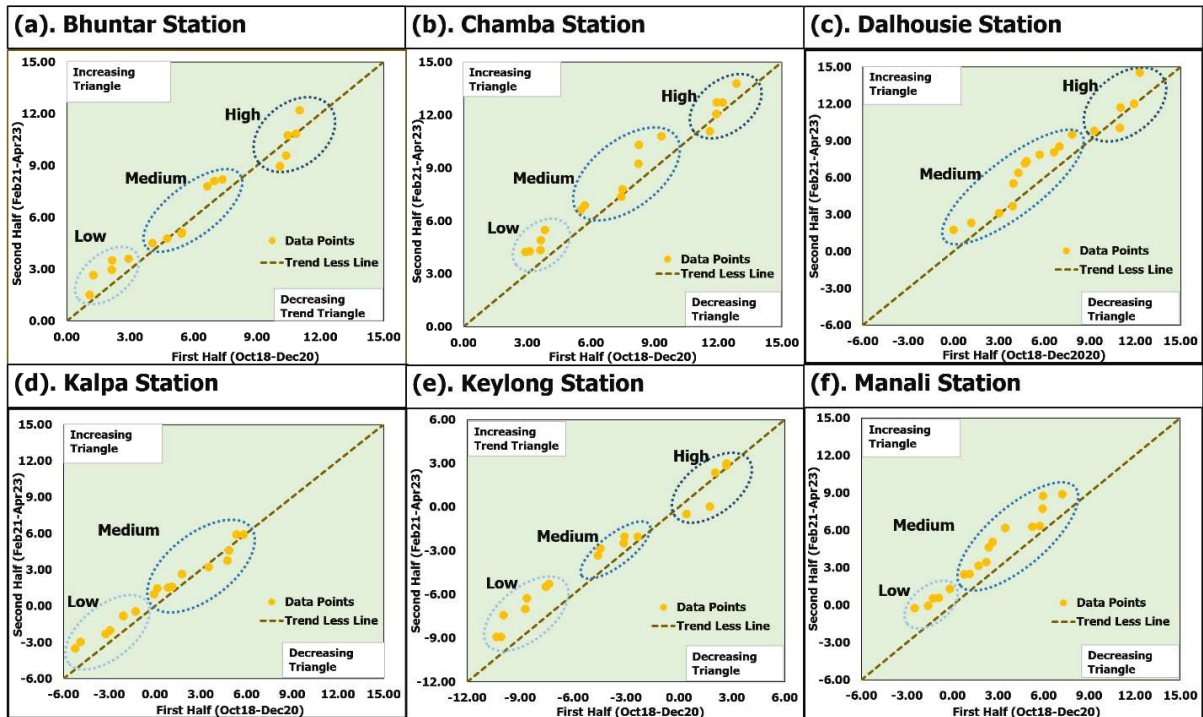 (a). Bhuntar Station
15.00
12.00
9.00
6.00
3.00
0.00
Second Half (Feb21-Apr23)
Increasing
Triangle
High
Medium
Low
Data Points
Trend Less Line
Decreasing
Trend Triangle
0.00 3.00 6.00 9.00 12.00 15.00
First Half (Oct18-Dec20)
(b). Chamba Station
15.00
12.00
9.00
6.00
3.00
0.00
Second Half (Feb21-Apr23)
Increasing
Triangle
High
Medium
Low
Data Points
Trend Less Line
Decreasing
Triangle
0.00 3.00 6.00 9.00 12.00 15.00
First Half (Oct18-Dec20)
(c). Dalhousie Station
15.00
12.00
9.00
6.00
3.00
0.00
-3.00
-6.00
Second Half (Feb21-Apr23)
Increasing
Triangle
High
Medium
Data Points
Trend Less Line
Decreasing
Triangle
-6.00 -3.00 0.00 3.00 6.00 9.00 12.00 15.00
First Half (Oct18-Dec2020)
(d). Kalpa Station
15.00
12.00
9.00
6.00
3.00
0.00
-3.00
-6.00
Second Half (Feb21-Apr23)
Increasing
Triangle
Medium
Low
Data Points
Trend Less Line
Decreasing
Triangle
-6.00 -3.00 0.00 3.00 6.00 9.00 12.00 15.00
First Half (Oct18-Dec20)
(e). Keylong Station
6.00
3.00
0.00
-3.00
-6.00
-9.00
-12.00
Second Half (Feb21-Apr23)
Increasing
Trend Triangle
High
Medium
Low
Data Points
Trend Less Line
Decreasing
Triangle
-12.00 -9.00 -6.00 -3.00 0.00 3.00 6.00
First Half (Oct18-Dec20)
(f). Manali Station
15.00
12.00
9.00
6.00
3.00
0.00
-3.00
-6.00
Second Half (Feb21-Apr23)
Increasing
Triangle
Medium
Low
Data Points
Trend Less Line
Decreasing
Triangle
-6.00 -3.00 0.00 3.00 6.00 9.00 12.00 15.00
First Half (Oct18-Dec20)